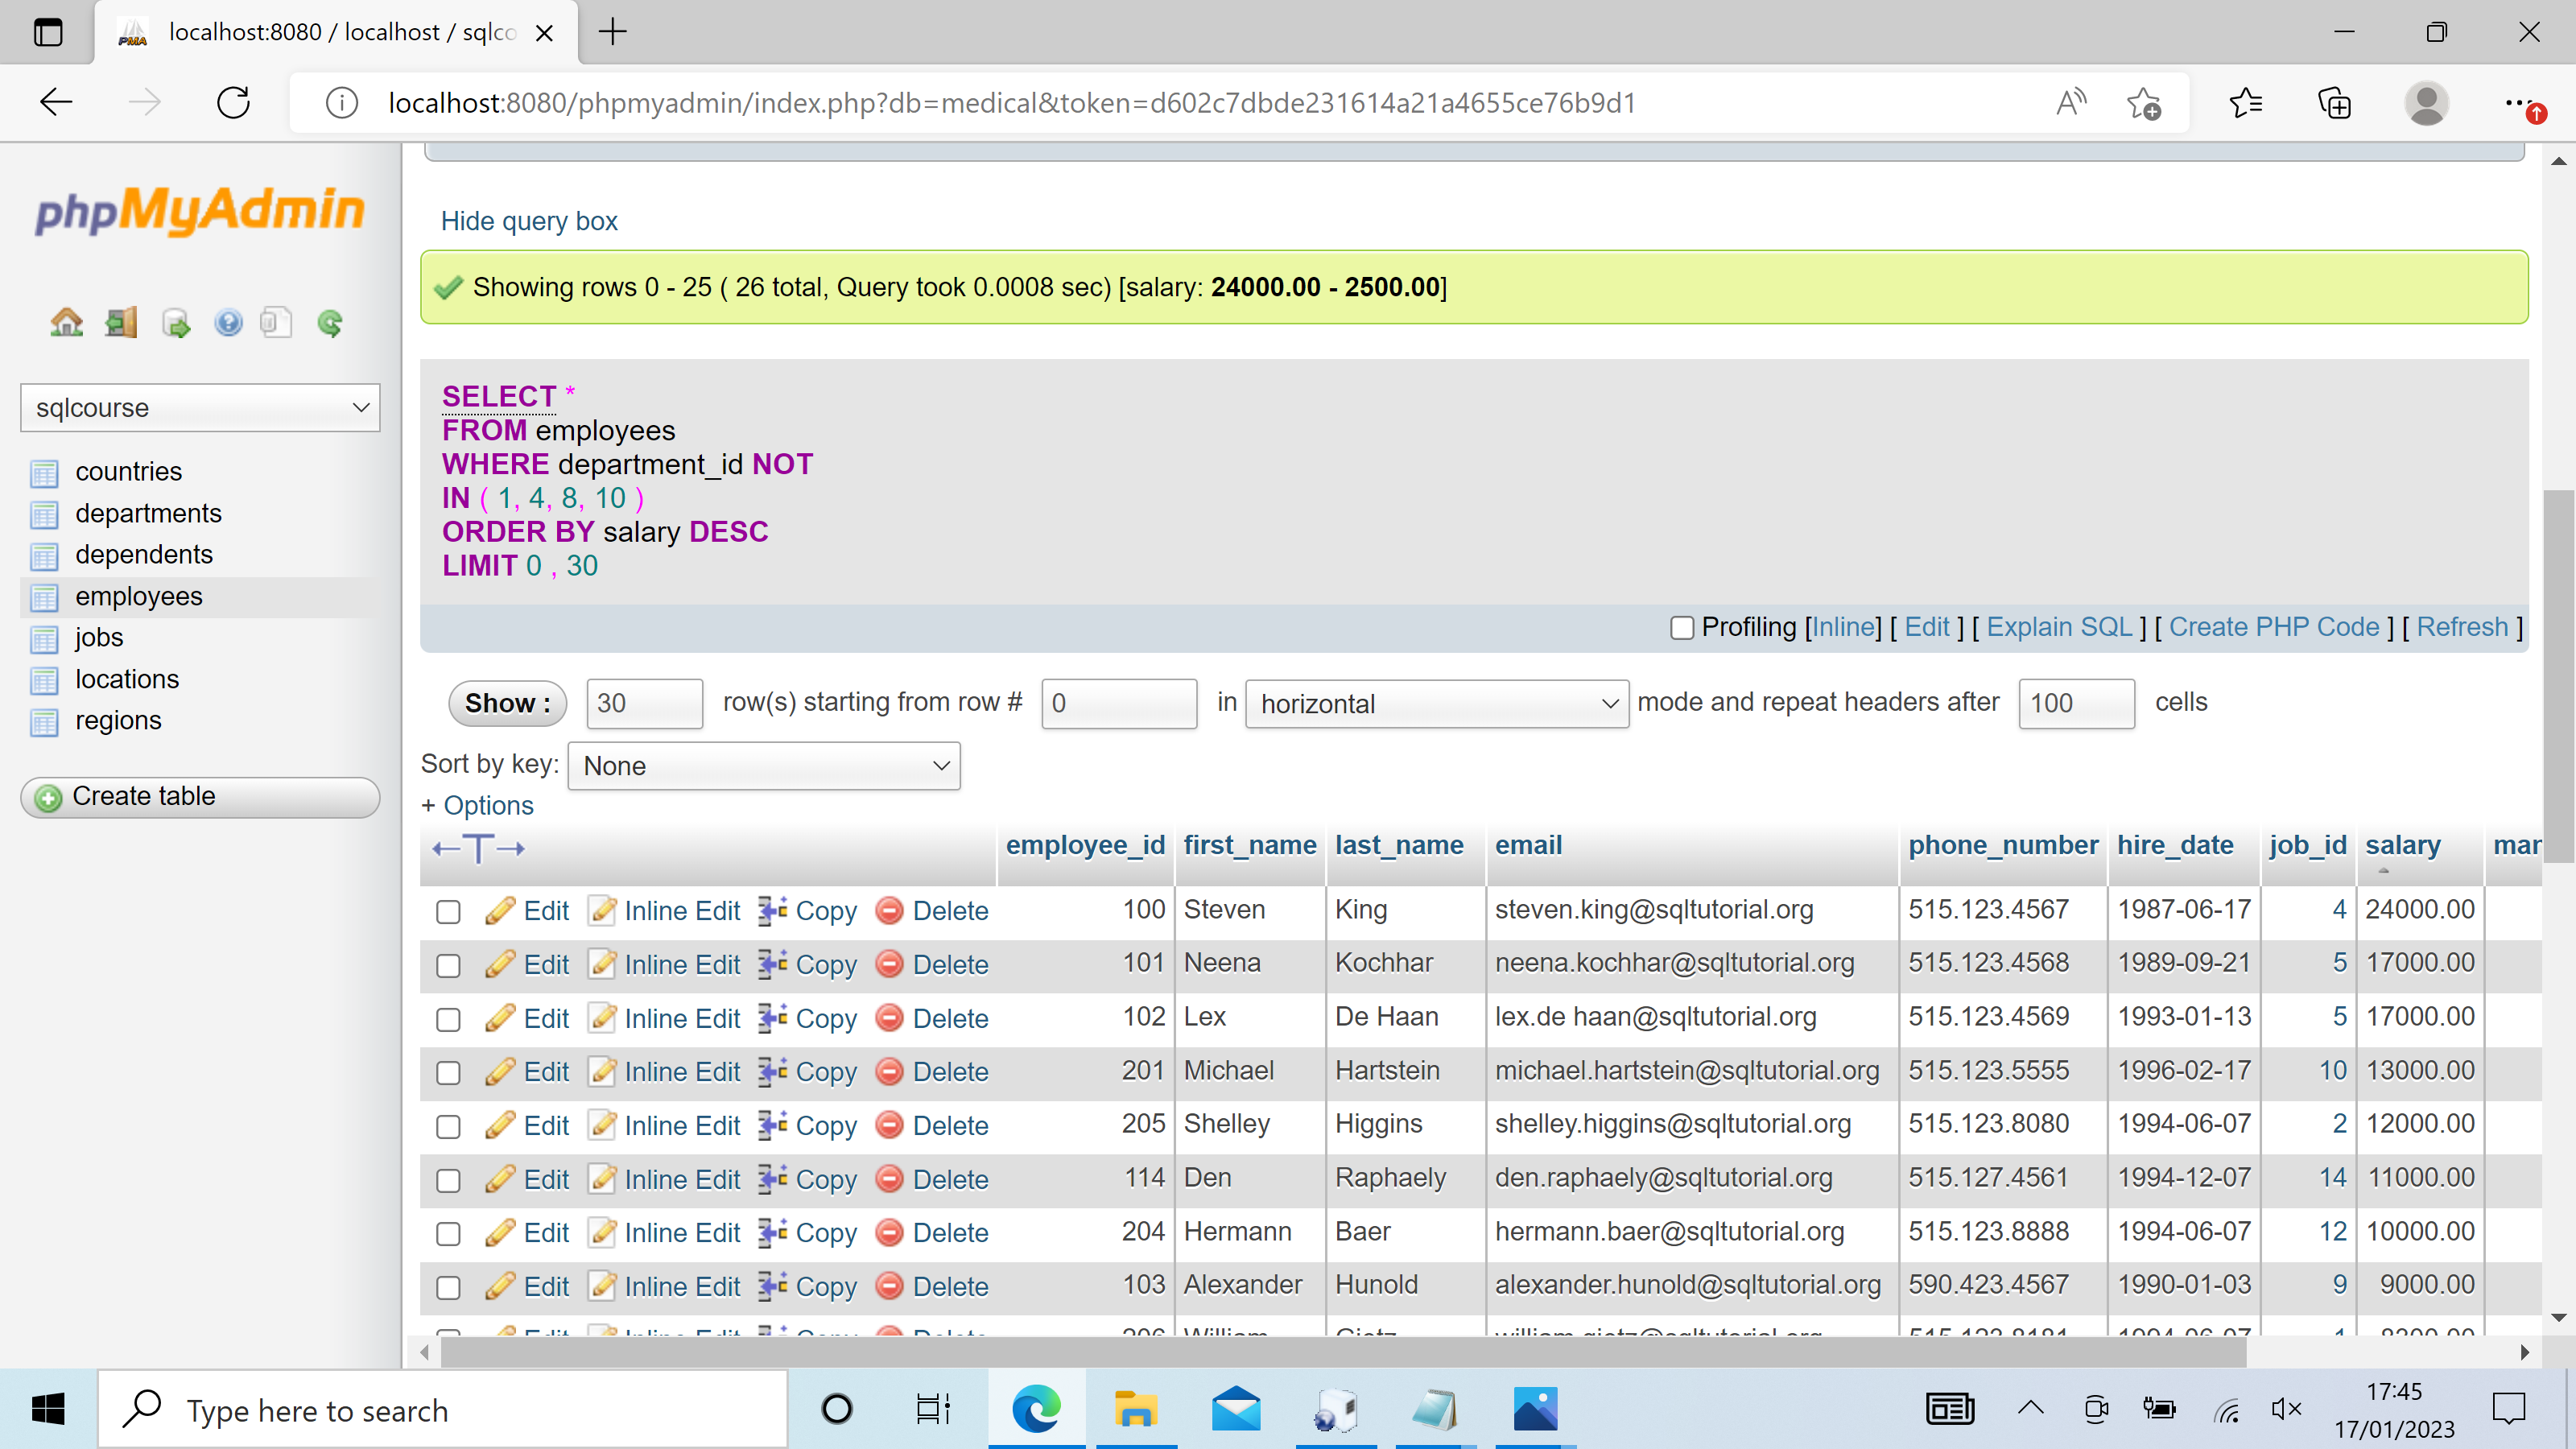 localhost:8080 / localhost / sqlco
localhost:8080/phpmyadmin/index.php?db=medical&token=d602c7dbde231614a21a4655ce76b9d1
phpMyAdmin
sqlcourse
countries
departments
dependents
employees
jobs
locations
regions
Create table
Hide query box
Showing rows 0 - 25 ( 26 total, Query took 0.0008 sec) [salary: 24000.00 - 2500.00]
SELECT *
FROM employees
WHERE department_id NOT
IN ( 1, 4, 8, 10 )
ORDER BY salary DESC
LIMIT 0 , 30
Profiling [Inline] [ Edit ] [ Explain SQL ] [ Create PHP Code ] [ Refresh ]
Show : 30 row(s) starting from row # 0 in horizontal mode and repeat headers after 100 cells
Sort by key: None
+ Options
←T→ employee_id first_name last_name email phone_number hire_date job_id salary mar
Edit Inline Edit Copy Delete 100 Steven King steven.king@sqltutorial.org 515.123.4567 1987-06-17 4 24000.00
Edit Inline Edit Copy Delete 101 Neena Kochhar neena.kochhar@sqltutorial.org 515.123.4568 1989-09-21 5 17000.00
Edit Inline Edit Copy Delete 102 Lex De Haan lex.de haan@sqltutorial.org 515.123.4569 1993-01-13 5 17000.00
Edit Inline Edit Copy Delete 201 Michael Hartstein michael.hartstein@sqltutorial.org 515.123.5555 1996-02-17 10 13000.00
Edit Inline Edit Copy Delete 205 Shelley Higgins shelley.higgins@sqltutorial.org 515.123.8080 1994-06-07 2 12000.00
Edit Inline Edit Copy Delete 114 Den Raphaely den.raphaely@sqltutorial.org 515.127.4561 1994-12-07 14 11000.00
Edit Inline Edit Copy Delete 204 Hermann Baer hermann.baer@sqltutorial.org 515.123.8888 1994-06-07 12 10000.00
Edit Inline Edit Copy Delete 103 Alexander Hunold alexander.hunold@sqltutorial.org 590.423.4567 1990-01-03 9 9000.00
Type here to search
17:45
17/01/2023